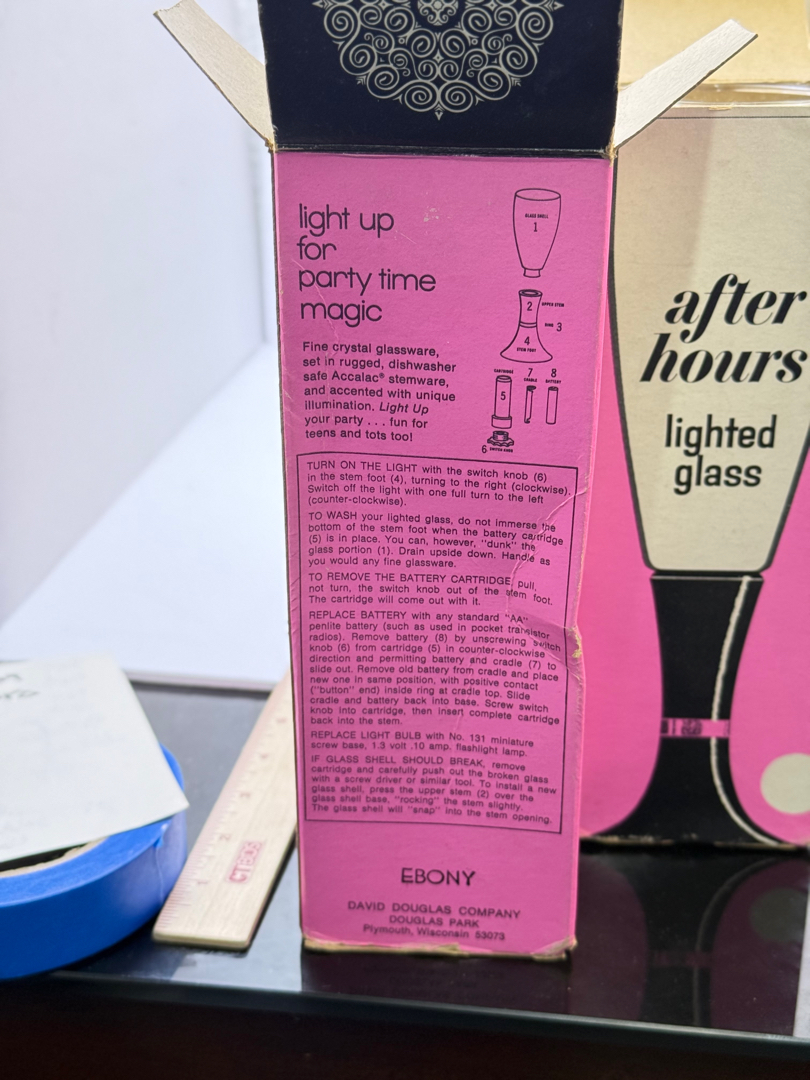 light up
for
party time
magic
Fine crystal glassware,
set in rugged, dishwasher
safe Accalac® stemware,
and accented with unique
illumination. Light Up
your party . . . fun for
teens and tots too!
GLASS SHELL
1
2 UPPER STEM
RING 3
4
STEM FOOT
CARTRIDGE
5
7
CRADLE
8
BATTERY
6 SWITCH KNOB
TURN ON THE LIGHT with the switch knob (6)
in the stem foot (4), turning to the right (clockwise).
Switch off the light with one full turn to the left
(counter-clockwise).
TO WASH your lighted glass, do not immerse the
bottom of the stem foot when the battery cartridge
(5) is in place. You can, however, "dunk" the
glass portion (1). Drain upside down. Handle as
you would any fine glassware.
TO REMOVE THE BATTERY CARTRIDGE, pull,
not turn, the switch knob out of the stem foot.
The cartridge will come out with it.
REPLACE BATTERY with any standard "AA"
penlite battery (such as used in pocket transistor
radios). Remove battery (8) by unscrewing switch
knob (6) from cartridge (5) in counter-clockwise
direction and permitting battery and cradle (7) to
slide out. Remove old battery from cradle and place
new one in same position, with positive contact
("button" end) inside ring at cradle top. Slide
cradle and battery back into base. Screw switch
knob into cartridge, then insert complete cartridge
back into the stem.
REPLACE LIGHT BULB with No. 131 miniature
screw base, 1.3 volt .10 amp. flashlight lamp.
IF GLASS SHELL SHOULD BREAK, remove
cartridge and carefully push out the broken glass
with a screw driver or similar tool. To install a new
glass shell, press the upper stem (2) over the
glass shell base, "rocking" the stem slightly.
The glass shell will "snap" into the stem opening.
EBONY
DAVID DOUGLAS COMPANY
DOUGLAS PARK
Plymouth, Wisconsin 53073
after
hours
lighted
glass